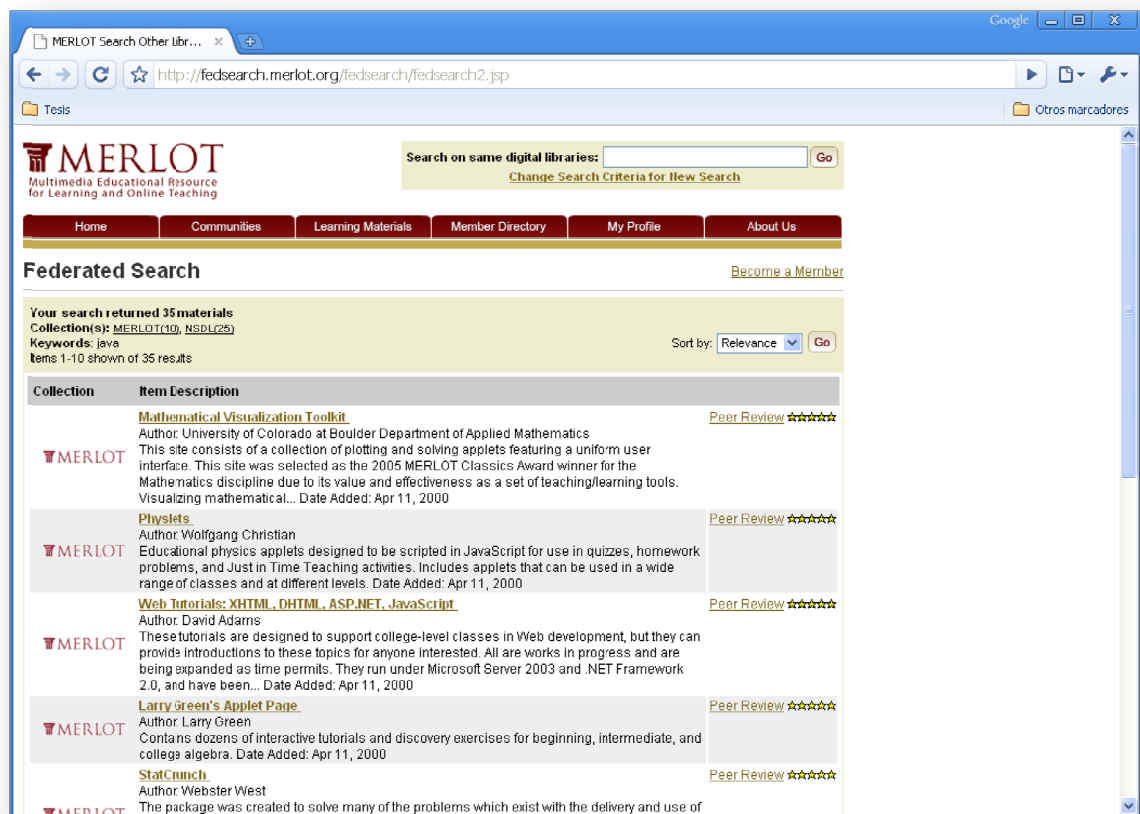 Google
MERLOT Search Other libr...
http://fedsearch.merlot.org/fedsearch/fedsearch2.jsp
Tesis
Otros marcadores
MERLOT
Multimedia Educational Resource
for Learning and Online Teaching
Search on same digital libraries: Go
Change Search Criteria for New Search
Home Communities Learning Materials Member Directory My Profile About Us
Federated Search
Become a Member
Your search returned 35 materials
Collection(s): MERLOT(10), NSDL(25)
Keywords: java
Items 1-10 shown of 35 results
Sort by: Relevance Go
Collection Item Description
Mathematical Visualization Toolkit
Peer Review
Author: University of Colorado at Boulder Department of Applied Mathematics
MERLOT
This site consists of a collection of plotting and solving applets featuring a uniform user
interface. This site was selected as the 2005 MERLOT Classics Award winner for the
Mathematics discipline due to its value and effectiveness as a set of teaching/learning tools.
Visualizing mathematical... Date Added: Apr 11, 2000
Physlets
Peer Review
Author: Wolfgang Christian
MERLOT
Educational physics applets designed to be scripted in JavaScript for use in quizzes, homework
problems, and Just in Time Teaching activities. Includes applets that can be used in a wide
range of classes and at different levels. Date Added: Apr 11, 2000
Web Tutorials: XHTML, DHTML, ASP.NET, JavaScript
Peer Review
Author: David Adams
MERLOT
These tutorials are designed to support college-level classes in Web development, but they can
provide introductions to these topics for anyone interested. All are works in progress and are
being expanded as time permits. They run under Microsoft Server 2003 and .NET Framework
2.0, and have been... Date Added: Apr 11, 2000
Larry Green's Applet Page
Peer Review
Author: Larry Green
MERLOT
Contains dozens of interactive tutorials and discovery exercises for beginning, intermediate, and
college algebra. Date Added: Apr 11, 2000
StatCrunch
Peer Review
Author: Webster West
MERLOT
The package was created to solve many of the problems which exist with the delivery and use of